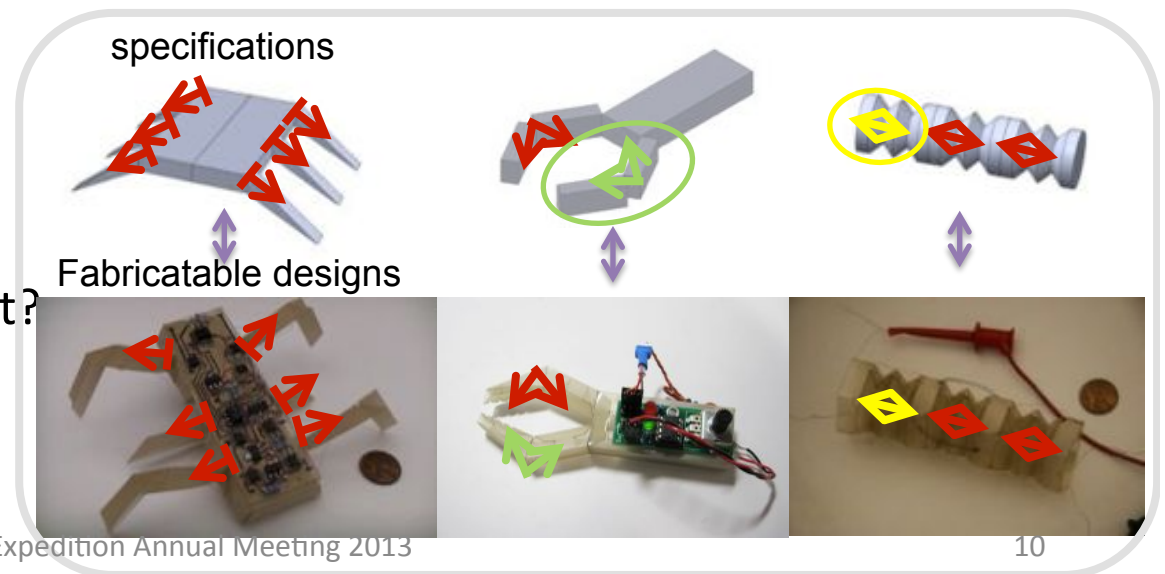 specifications
Fabricatable designs
t?
Expedition Annual Meeting 2013
10